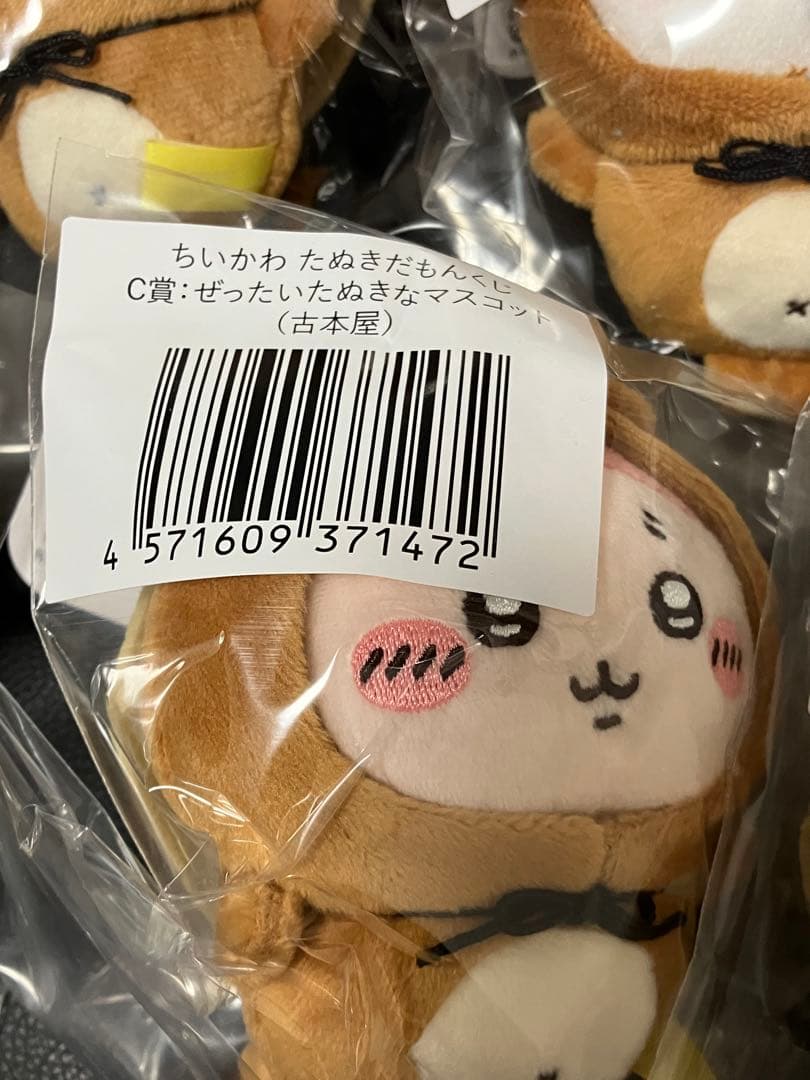 ちいかわ たぬきだもんくじ
C賞：ぜったいたぬきなマスコット
（古本屋）
4 571609 371472